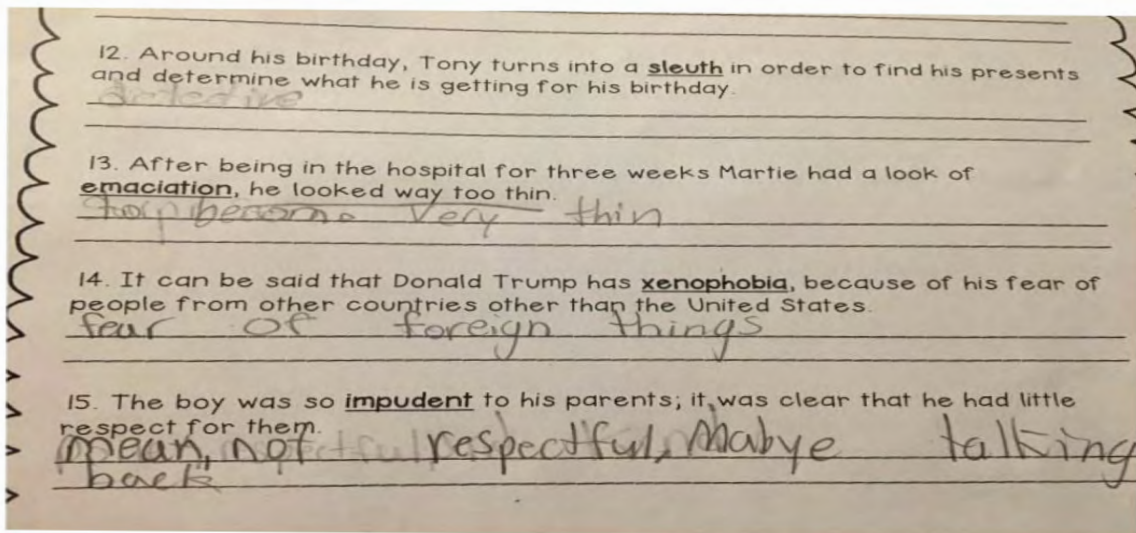 12. Around his birthday, Tony turns into a sleuth in order to find his presents
and determine what he is getting for his birthday.
detective
13. After being in the hospital for three weeks Martie had a look of
emaciation, he looked way too thin.
become very thin
14. It can be said that Donald Trump has xenophobia, because of his fear of
people from other countries other than the United States.
fear of foreign things
15. The boy was so impudent to his parents; it was clear that he had little
respect for them.
mean, not respectful, Mabye talking
back